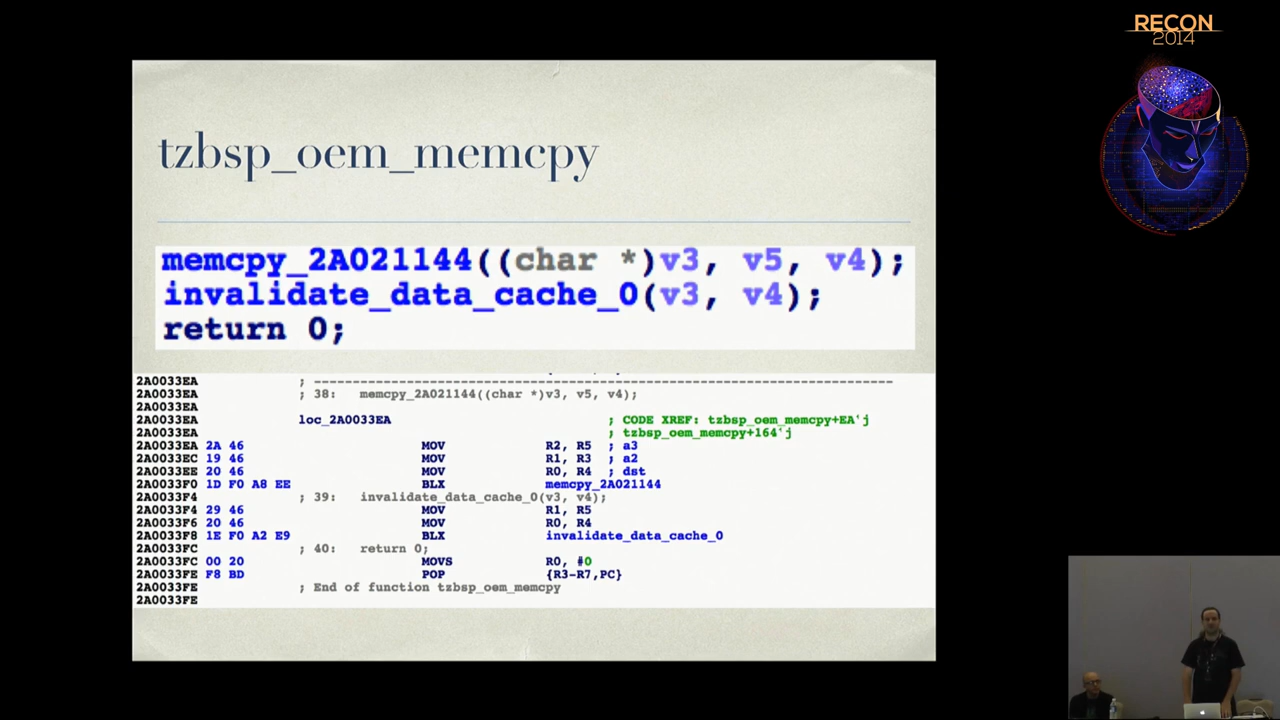 RECON
2014
tzbsp_oem_memcpy
memcpy_2A021144((char *)v3, v5, v4);
invalidate_data_cache_0(v3, v4);
return 0;
2A0033EA ; ---------------------------------------------------------------------------
2A0033EA ; 38: memcpy_2A021144((char *)v3, v5, v4);
2A0033EA
2A0033EA loc_2A0033EA ; CODE XREF: tzbsp_oem_memcpy+EA'j
2A0033EA ; tzbsp_oem_memcpy+164'j
2A0033EA 2A 46 MOV R2, R5 ; a3
2A0033EC 19 46 MOV R1, R3 ; a2
2A0033EE 20 46 MOV R0, R4 ; dst
2A0033F0 1D F0 A8 EE BLX memcpy_2A021144
2A0033F4 ; 39: invalidate_data_cache_0(v3, v4);
2A0033F4 29 46 MOV R1, R5
2A0033F6 20 46 MOV R0, R4
2A0033F8 1E F0 A2 E9 BLX invalidate_data_cache_0
2A0033FC ; 40: return 0;
2A0033FC 00 20 MOVS R0, #0
2A0033FE F8 BD POP {R3-R7,PC}
2A0033FE ; End of function tzbsp_oem_memcpy
2A0033FE